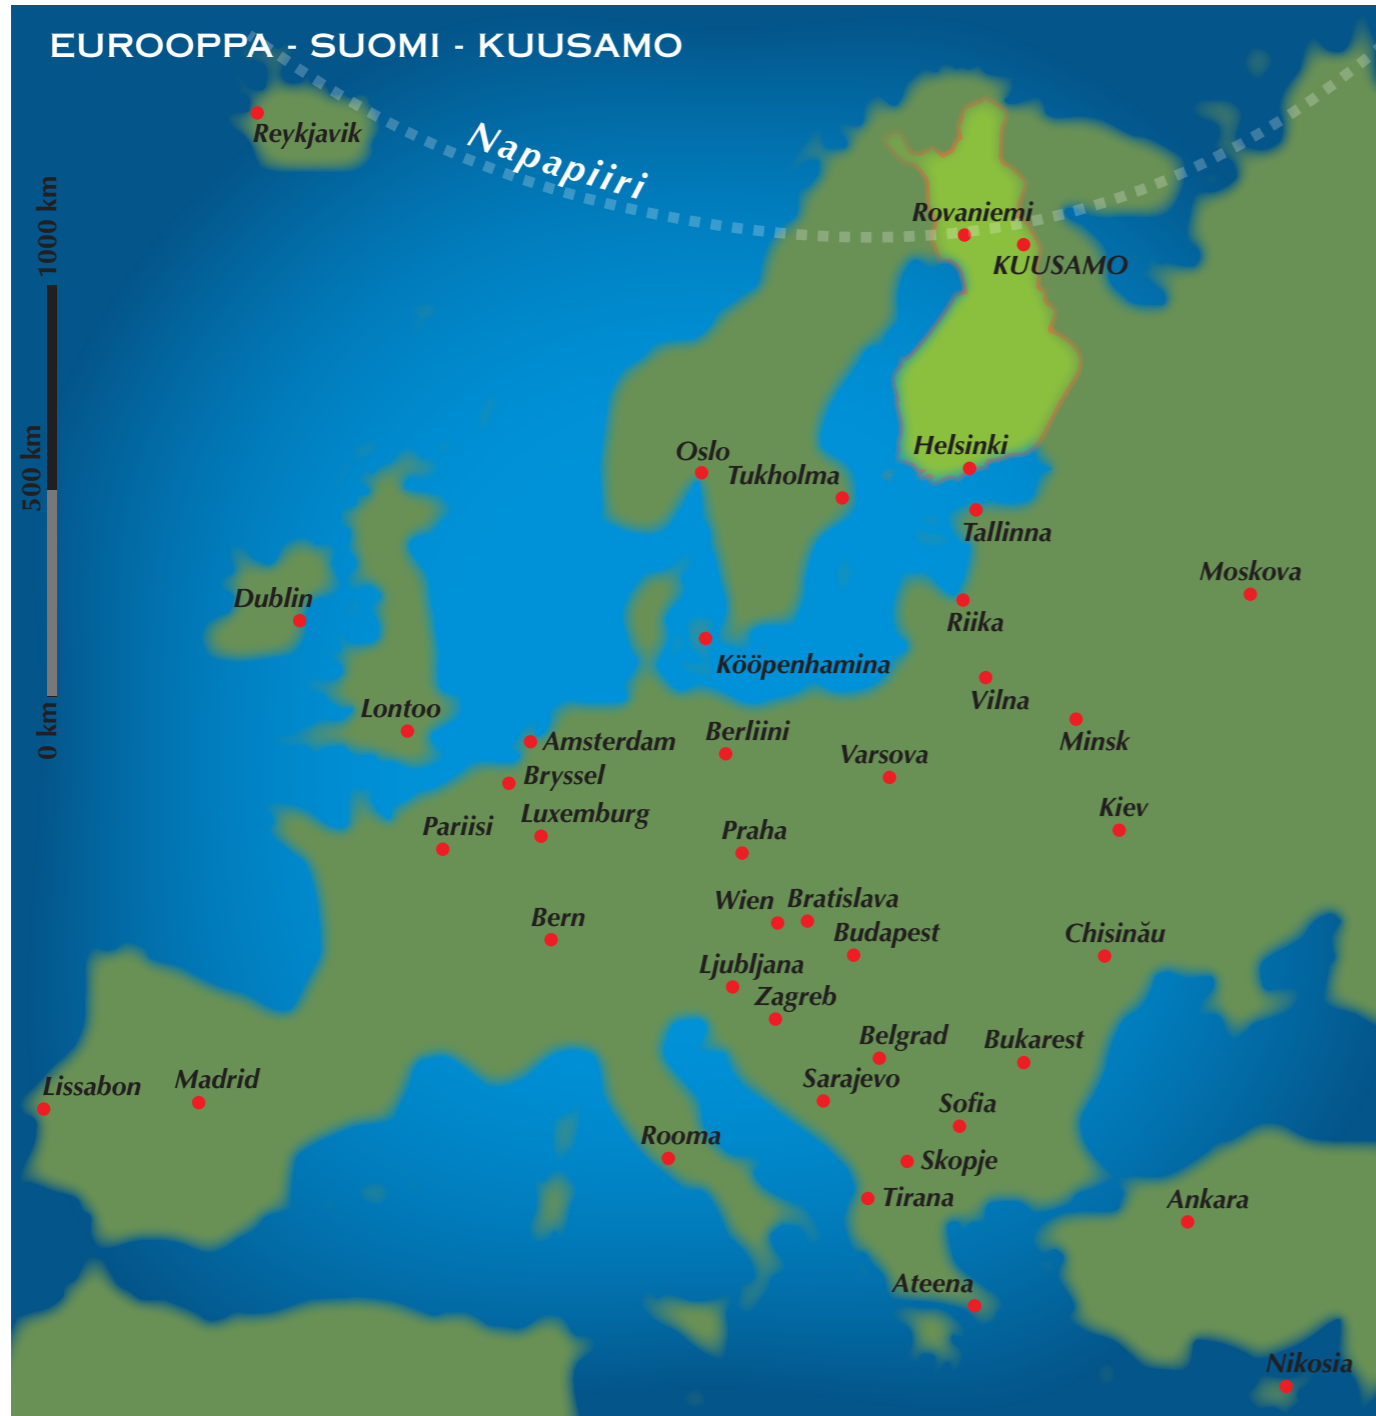 EUROOPPA - SUOMI - KUUSAMO
Reykjavik
Napapiiri
1000 km
500 km
0 km
Rovaniemi
KUUSAMO
Helsinki
Oslo
Tukholma
Tallinna
Moskova
Dublin
Riika
Kööpenhamina
Vilna
Lontoo
Minsk
Amsterdam
Berliini
Varsova
Bryssel
Luxemburg
Pariisi
Praha
Kiev
Wien
Bratislava
Bern
Budapest
Chisinău
Ljubljana
Zagreb
Belgrad
Bukarest
Lissabon
Madrid
Sarajevo
Sofia
Rooma
Skopje
Tirana
Ankara
Ateena
Nikosia